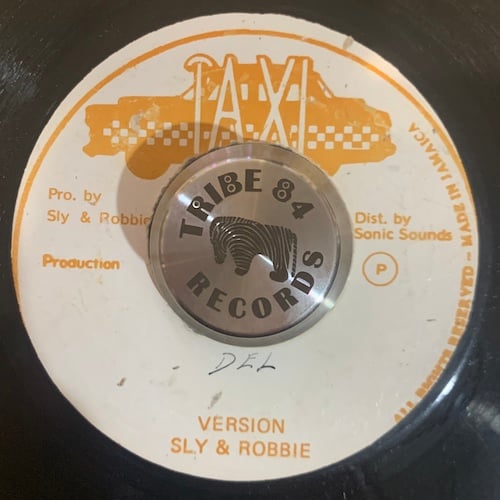 TAXI
Pro. by
Sly & Robbie
Production
Dist. by
Sonic Sounds
P
ALL RIGHTS RESERVED - MADE IN JAMAICA
TRIBE 84
RECORDS
DEL
VERSION
SLY & ROBBIE